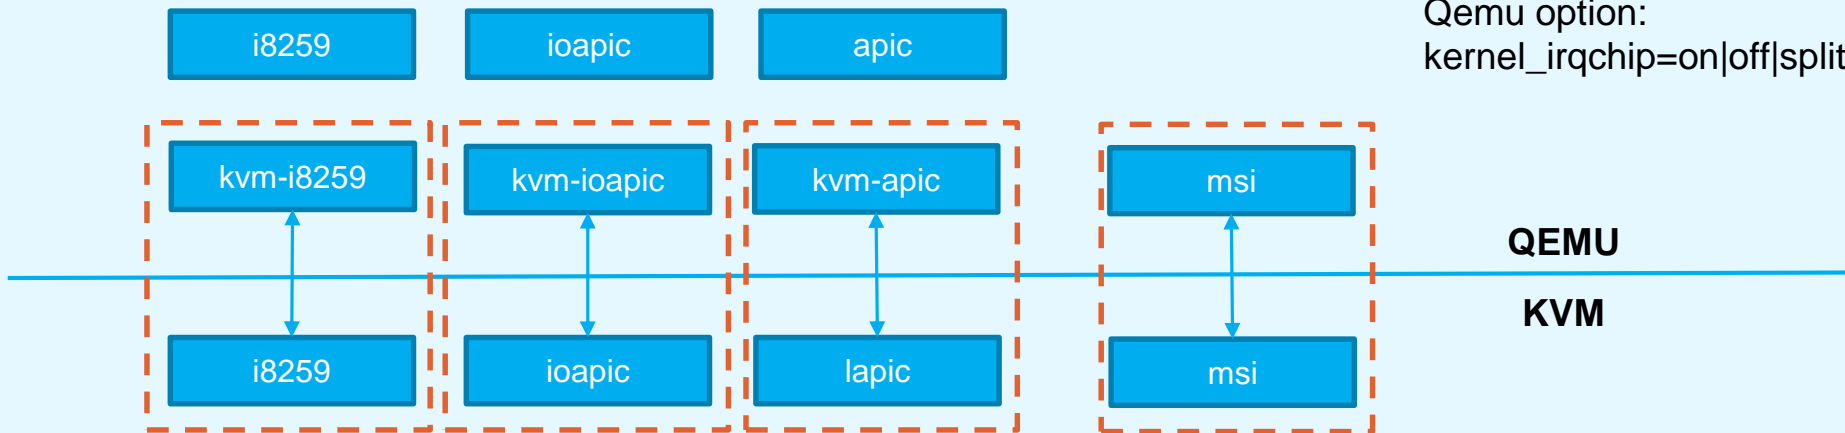 Qemu option:
kernel_irqchip=on|off|split
i8259
ioapic
apic
kvm-i8259
kvm-ioapic
kvm-apic
msi
QEMU
KVM
i8259
ioapic
lapic
msi